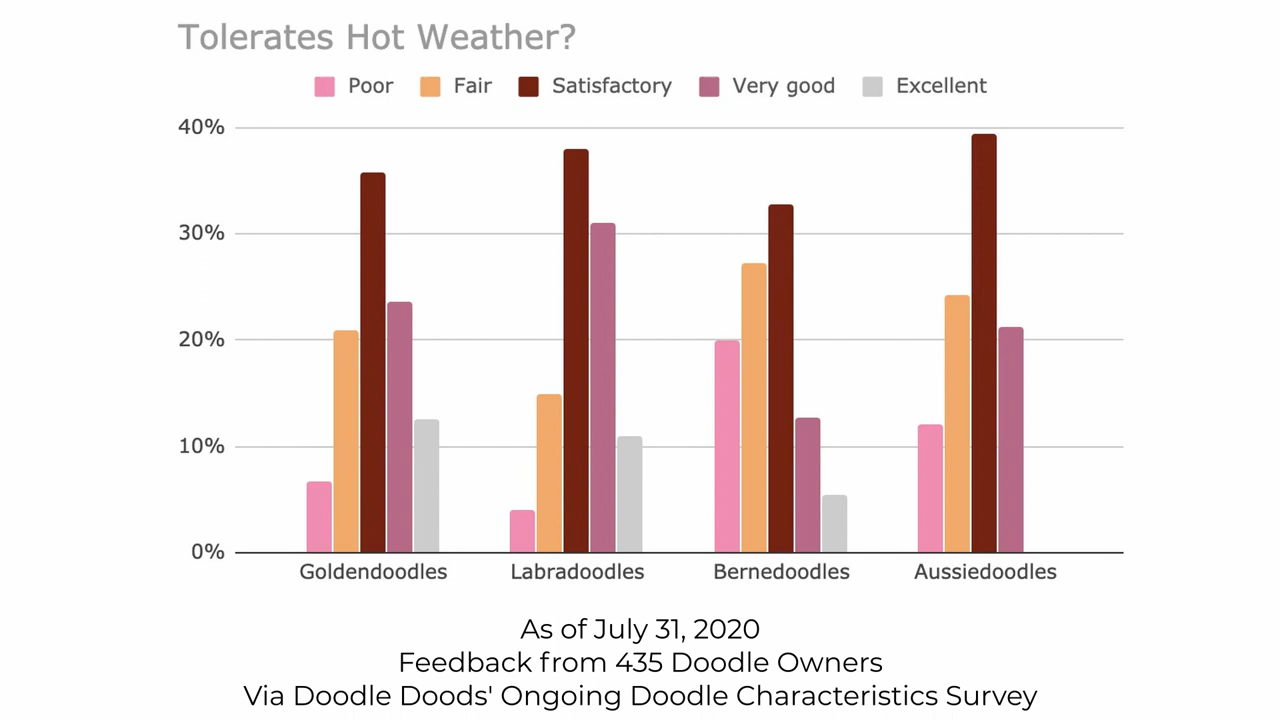 Tolerates Hot Weather?
Poor Fair Satisfactory Very good Excellent
40%
30%
20%
10%
0%
Goldendoodles Labradoodles Bernedoodles Aussiedoodles
As of July 31, 2020
Feedback from 435 Doodle Owners
Via Doodle Doods' Ongoing Doodle Characteristics Survey